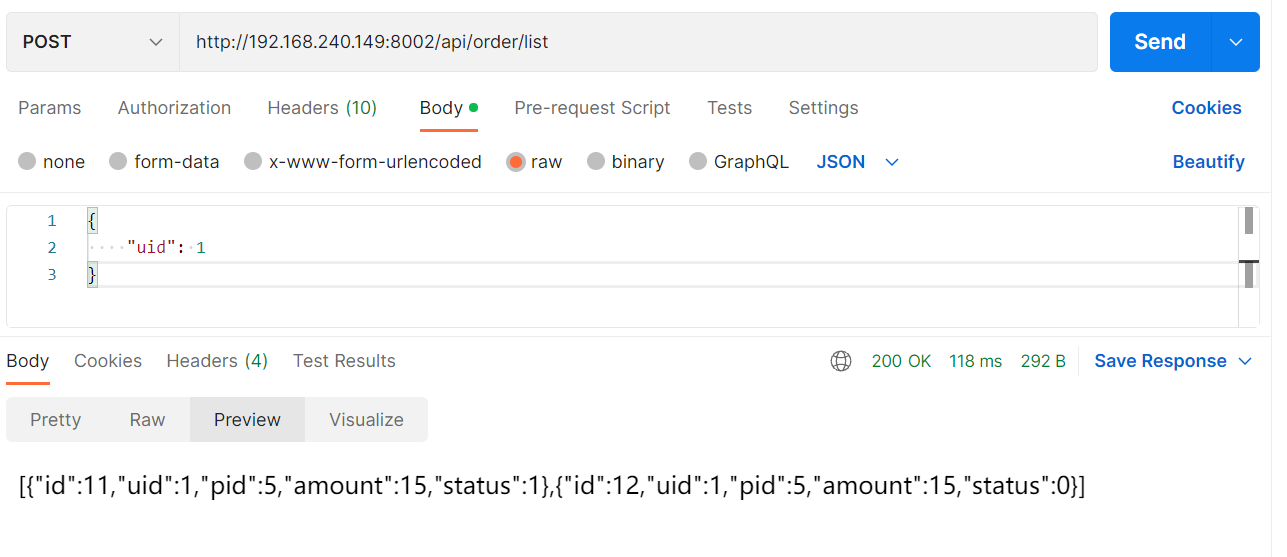 POST http://192.168.240.149:8002/api/order/list Send
Params Authorization Headers (10) Body Pre-request Script Tests Settings Cookies
none form-data x-www-form-urlencoded raw binary GraphQL JSON Beautify
1 {
2 ····"uid":·1
3 }
Body Cookies Headers (4) Test Results 200 OK 118 ms 292 B Save Response
Pretty Raw Preview Visualize
[{"id":11,"uid":1,"pid":5,"amount":15,"status":1},{"id":12,"uid":1,"pid":5,"amount":15,"status":0}]